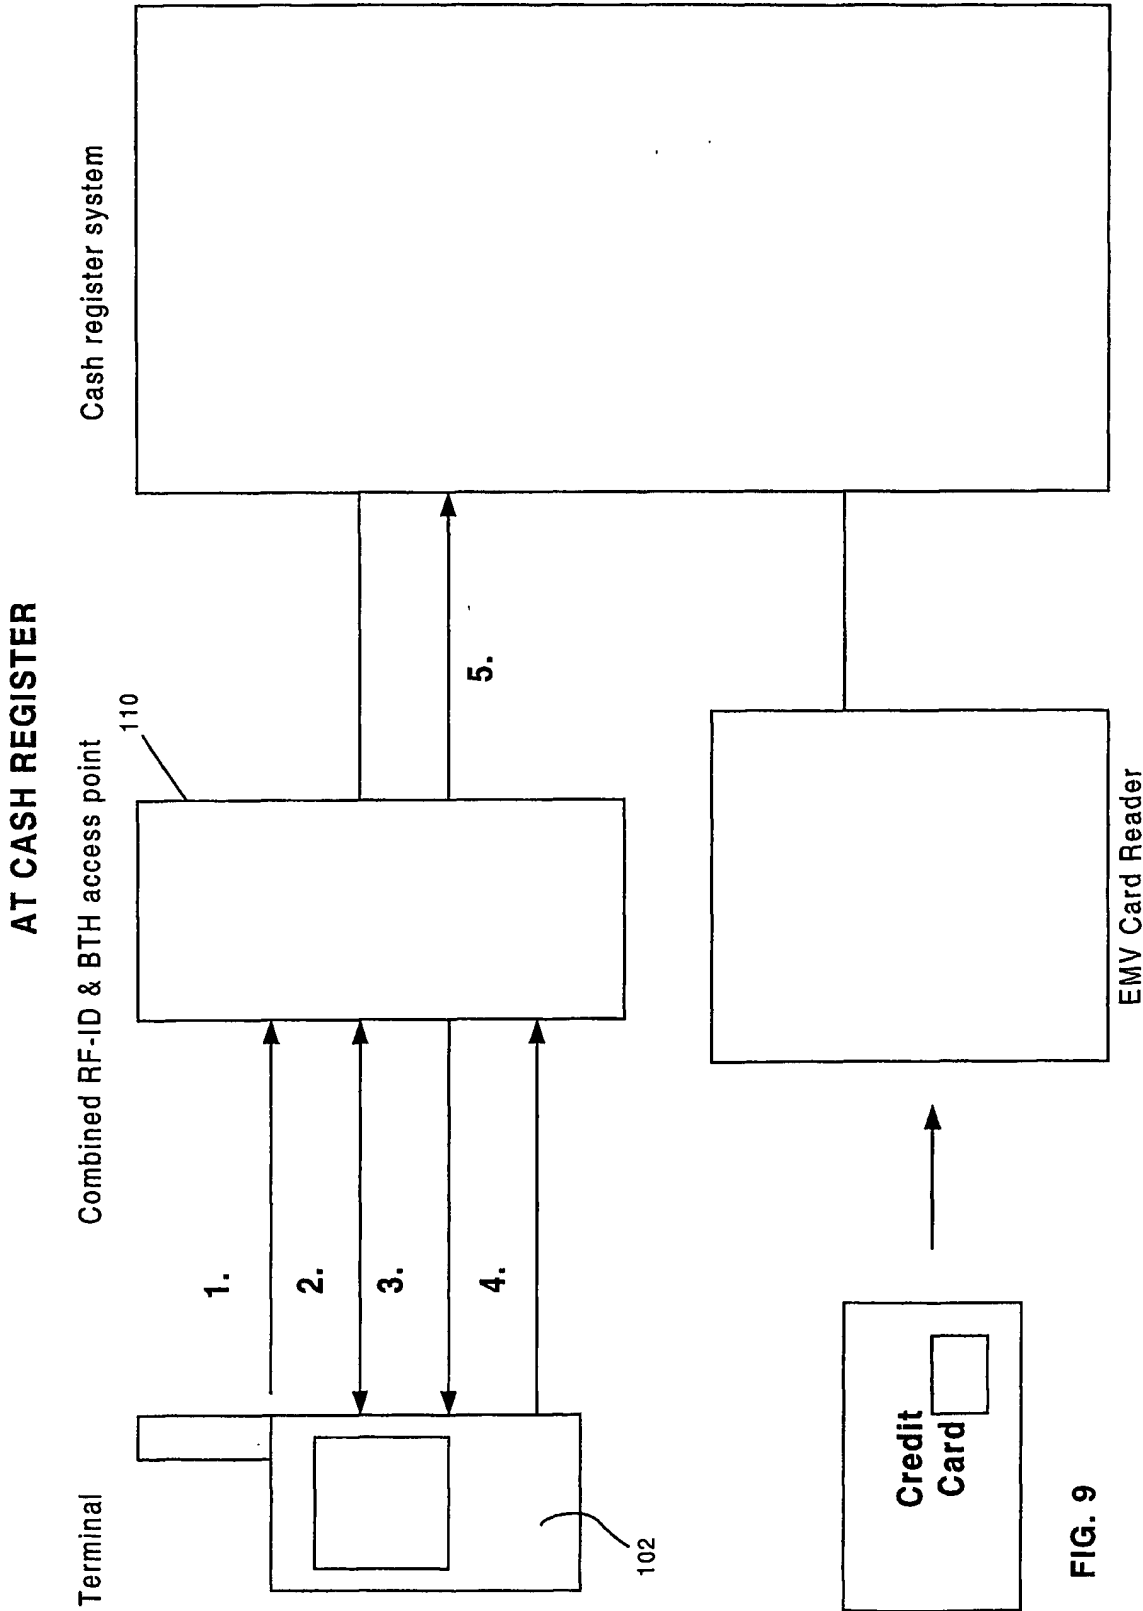 AT CASH REGISTER
Terminal
Combined RF-ID & BTH access point
Cash register system
110
1.
2.
3.
4.
5.
102
Credit
Card
EMV Card Reader
FIG. 9